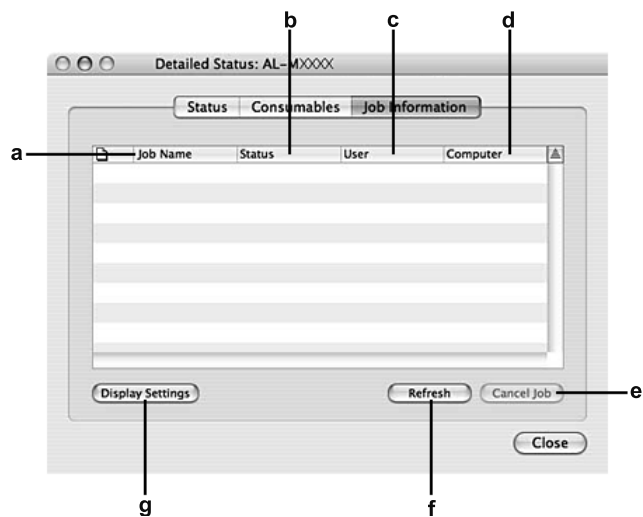 b c d
Detailed Status: AL-MXXXX
Status Consumables Job Information
a Job Name Status User Computer
Display Settings Refresh Cancel Job e
Close
g f